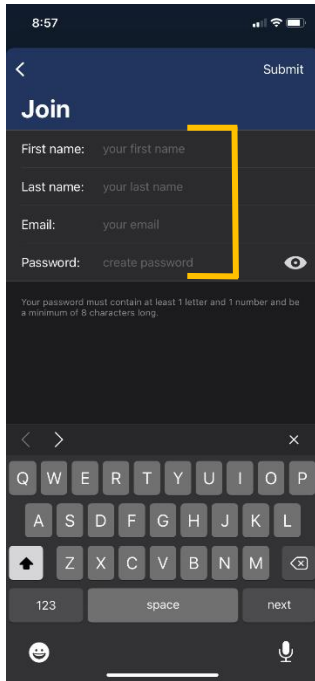 8:57
Submit
Join
First name: your first name
Last name: your last name
Email: your email
Password: create password
Your password must contain at least 1 letter and 1 number and be
a minimum of 8 characters long.
Q W E R T Y U I O P
A S D F G H J K L
Z X C V B N M
123 space next